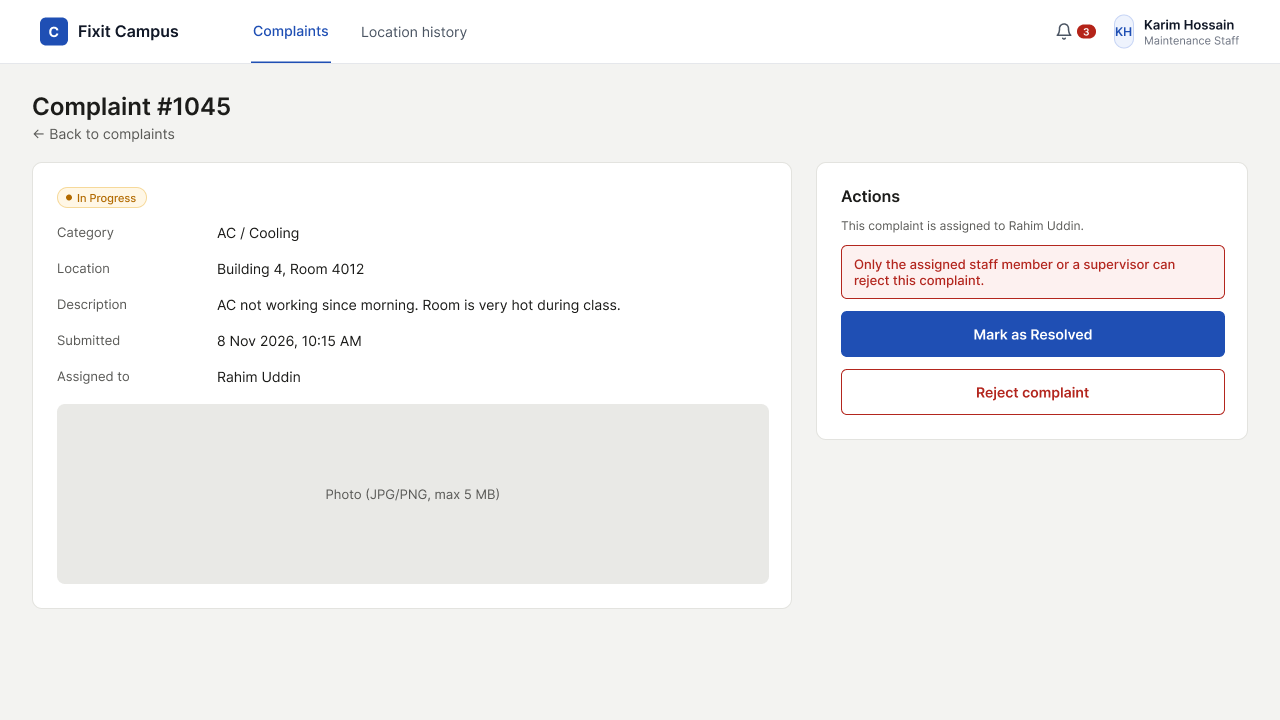 C Fixit Campus Complaints Location history 3 KH Karim Hossain
Maintenance Staff
Complaint #1045
← Back to complaints
In Progress
Category AC / Cooling
Location Building 4, Room 4012
Description AC not working since morning. Room is very hot during class.
Submitted 8 Nov 2026, 10:15 AM
Assigned to Rahim Uddin
Photo (JPG/PNG, max 5 MB)
Actions
This complaint is assigned to Rahim Uddin.
Only the assigned staff member or a supervisor can
reject this complaint.
Mark as Resolved
Reject complaint